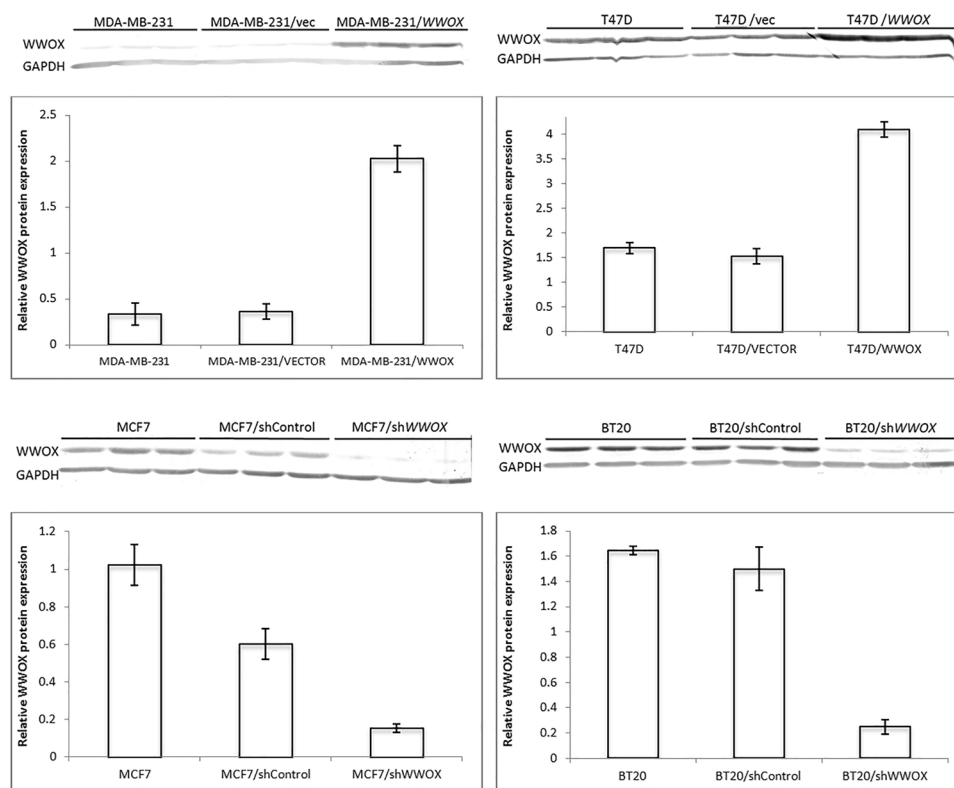 MDA-MB-231 MDA-MB-231/vec MDA-MB-231/WWOX
WWOX
GAPDH
Relative WWOX protein expression
2.5
2
1.5
1
0.5
0
MDA-MB-231 MDA-MB-231/VECTOR MDA-MB-231/WWOX
T47D T47D/vec T47D/WWOX
WWOX
GAPDH
Relative WWOX protein expression
4
3.5
3
2.5
2
1.5
1
0.5
0
T47D T47D/VECTOR T47D/WWOX
MCF7 MCF7/shControl MCF7/shWWOX
WWOX
GAPDH
Relative WWOX protein expression
1.2
1
0.8
0.6
0.4
0.2
0
MCF7 MCF7/shControl MCF7/shWWOX
BT20 BT20/shControl BT20/shWWOX
WWOX
GAPDH
Relative WWOX protein expression
1.8
1.6
1.4
1.2
1
0.8
0.6
0.4
0.2
0
BT20 BT20/shControl BT20/shWWOX